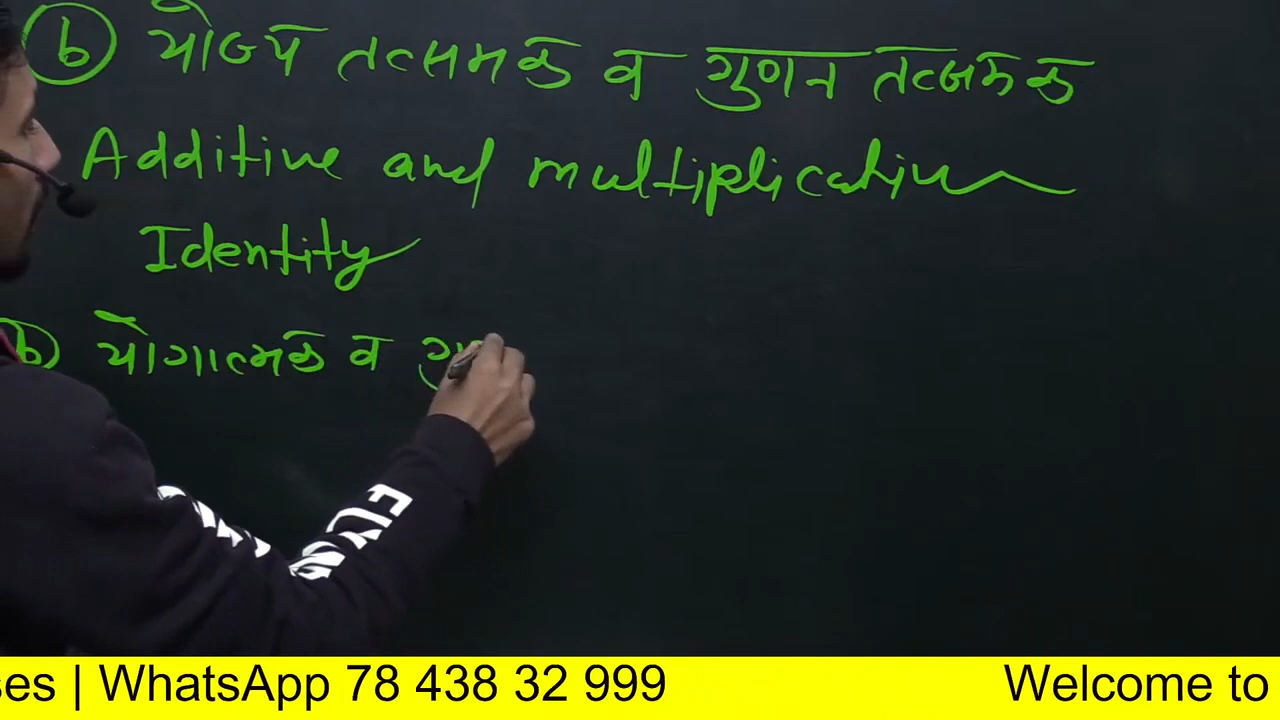 b योज्य तत्समक व गुणन तत्समक
Additive and multiplicative
Identity
b) योगात्मक व गु
ses | WhatsApp 78 438 32 999 Welcome to